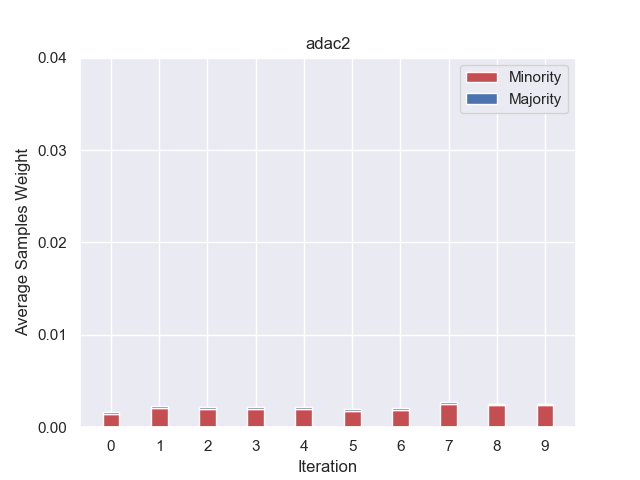 adac2
Minority
Majority
Average Samples Weight
0.04
0.03
0.02
0.01
0.00
0 1 2 3 4 5 6 7 8 9
Iteration